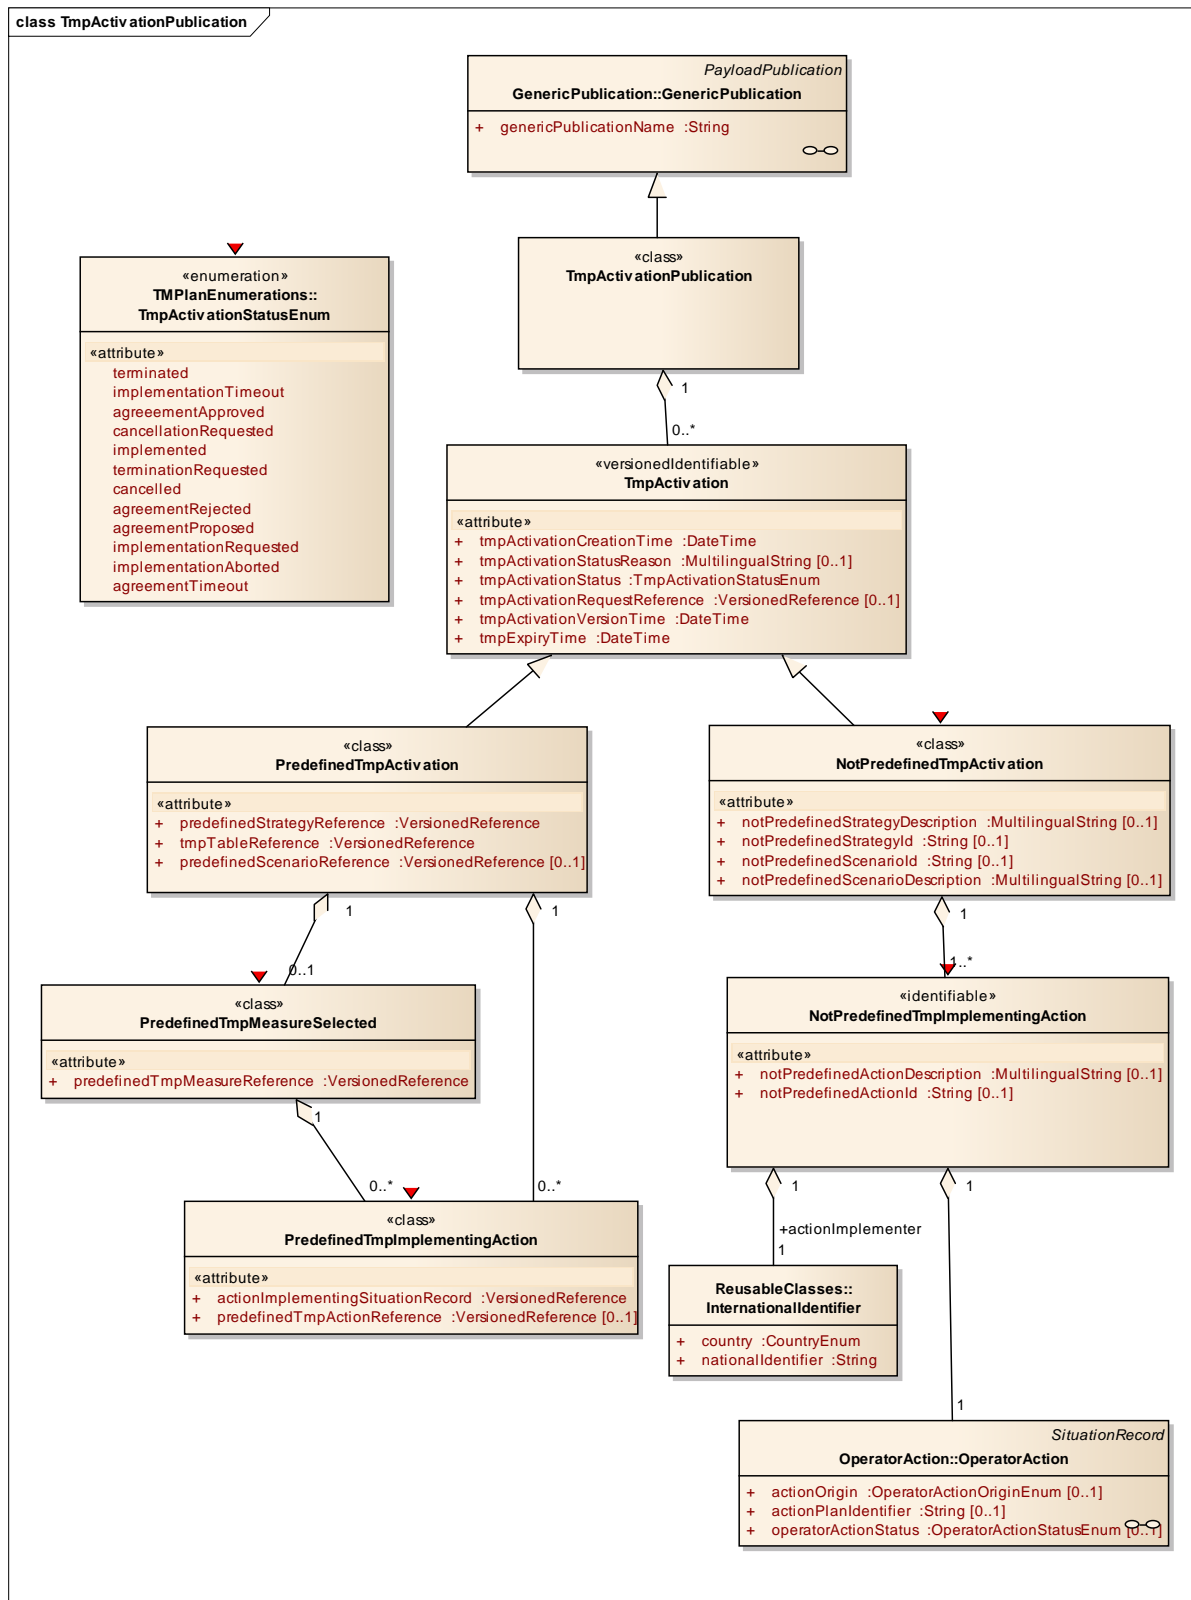 class TmpActivationPublication
PayloadPublication
GenericPublication::GenericPublication
+ genericPublicationName :String
«class»
TmpActivationPublication
1
0..*
«enumeration»
TMPlanEnumerations::
TmpActivationStatusEnum
«attribute»
terminated
implementationTimeout
agreeementApproved
cancellationRequested
implemented
terminationRequested
cancelled
agreementRejected
agreementProposed
implementationRequested
implementationAborted
agreementTimeout
«versionedIdentifiable»
TmpActivation
«attribute»
+ tmpActivationCreationTime :DateTime
+ tmpActivationStatusReason :MultilingualString [0..1]
+ tmpActivationStatus :TmpActivationStatusEnum
+ tmpActivationRequestReference :VersionedReference [0..1]
+ tmpActivationVersionTime :DateTime
+ tmpExpiryTime :DateTime
«class»
PredefinedTmpActivation
«attribute»
+ predefinedStrategyReference :VersionedReference
+ tmpTableReference :VersionedReference
+ predefinedScenarioReference :VersionedReference [0..1]
1
1
0..1
«class»
NotPredefinedTmpActivation
«attribute»
+ notPredefinedStrategyDescription :MultilingualString [0..1]
+ notPredefinedStrategyId :String [0..1]
+ notPredefinedScenarioId :String [0..1]
+ notPredefinedScenarioDescription :MultilingualString [0..1]
1
1..*
«class»
PredefinedTmpMeasureSelected
«attribute»
+ predefinedTmpMeasureReference :VersionedReference
1
0..*
0..*
«identifiable»
NotPredefinedTmpImplementingAction
«attribute»
+ notPredefinedActionDescription :MultilingualString [0..1]
+ notPredefinedActionId :String [0..1]
1
1
+actionImplementer
1
«class»
PredefinedTmpImplementingAction
«attribute»
+ actionImplementingSituationRecord :VersionedReference
+ predefinedTmpActionReference :VersionedReference [0..1]
ReusableClasses::
InternationalIdentifier
+ country :CountryEnum
+ nationalIdentifier :String
1
SituationRecord
OperatorAction::OperatorAction
+ actionOrigin :OperatorActionOriginEnum [0..1]
+ actionPlanIdentifier :String [0..1]
+ operatorActionStatus :OperatorActionStatusEnum [0..1]